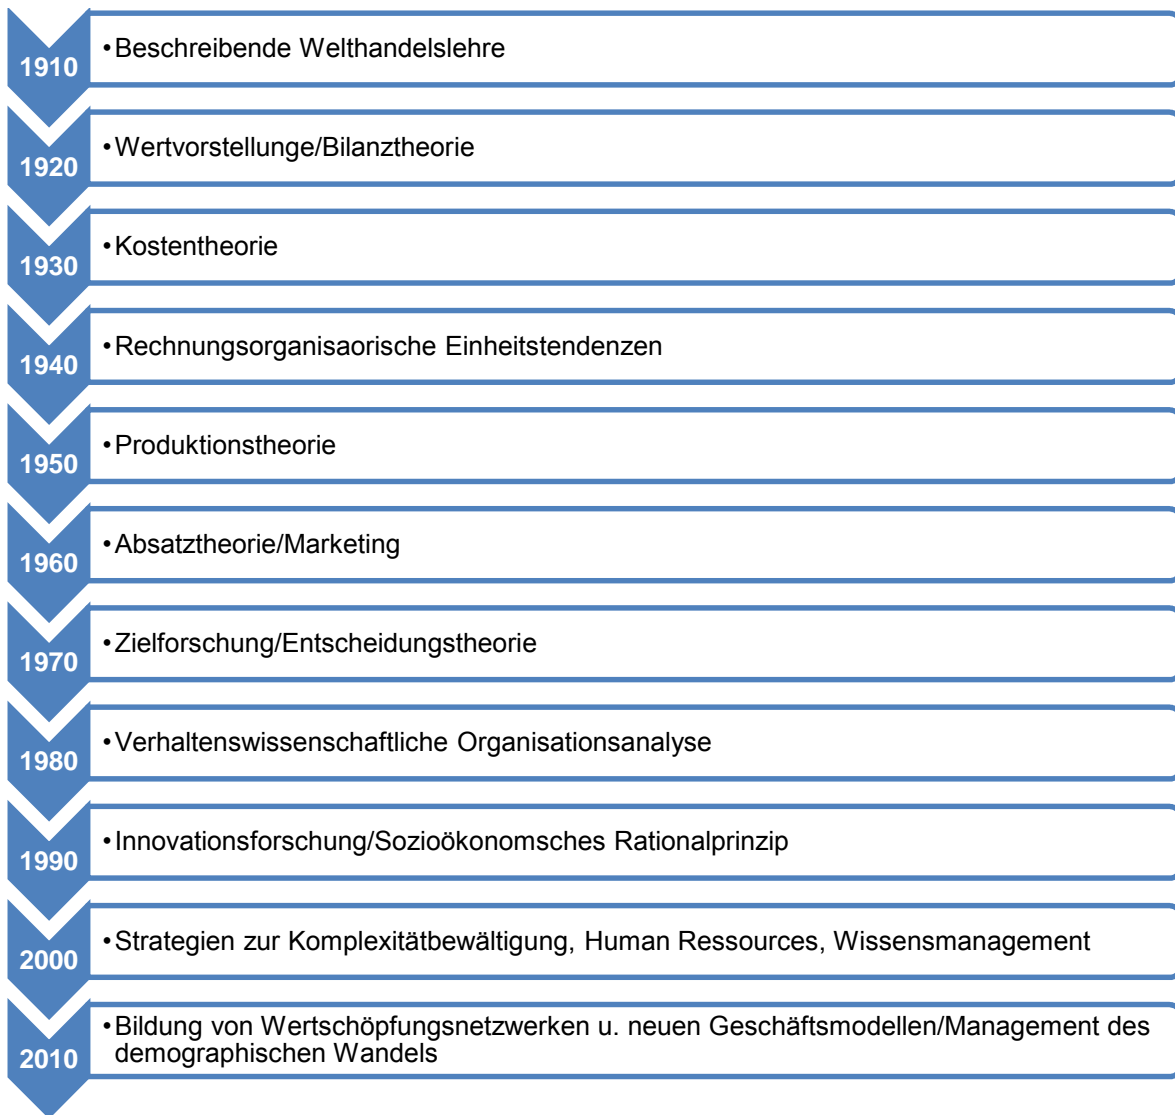 1910
•Beschreibende Welthandelslehre
1920
•Wertvorstellunge/Bilanztheorie
1930
•Kostentheorie
1940
•Rechnungsorganisaorische Einheitstendenzen
1950
•Produktionstheorie
1960
•Absatztheorie/Marketing
1970
•Zielforschung/Entscheidungstheorie
1980
•Verhaltenswissenschaftliche Organisationsanalyse
1990
•Innovationsforschung/Sozioökonomsches Rationalprinzip
2000
•Strategien zur Komplexitätbewältigung, Human Ressources, Wissensmanagement
2010
•Bildung von Wertschöpfungsnetzwerken u. neuen Geschäftsmodellen/Management des
demographischen Wandels